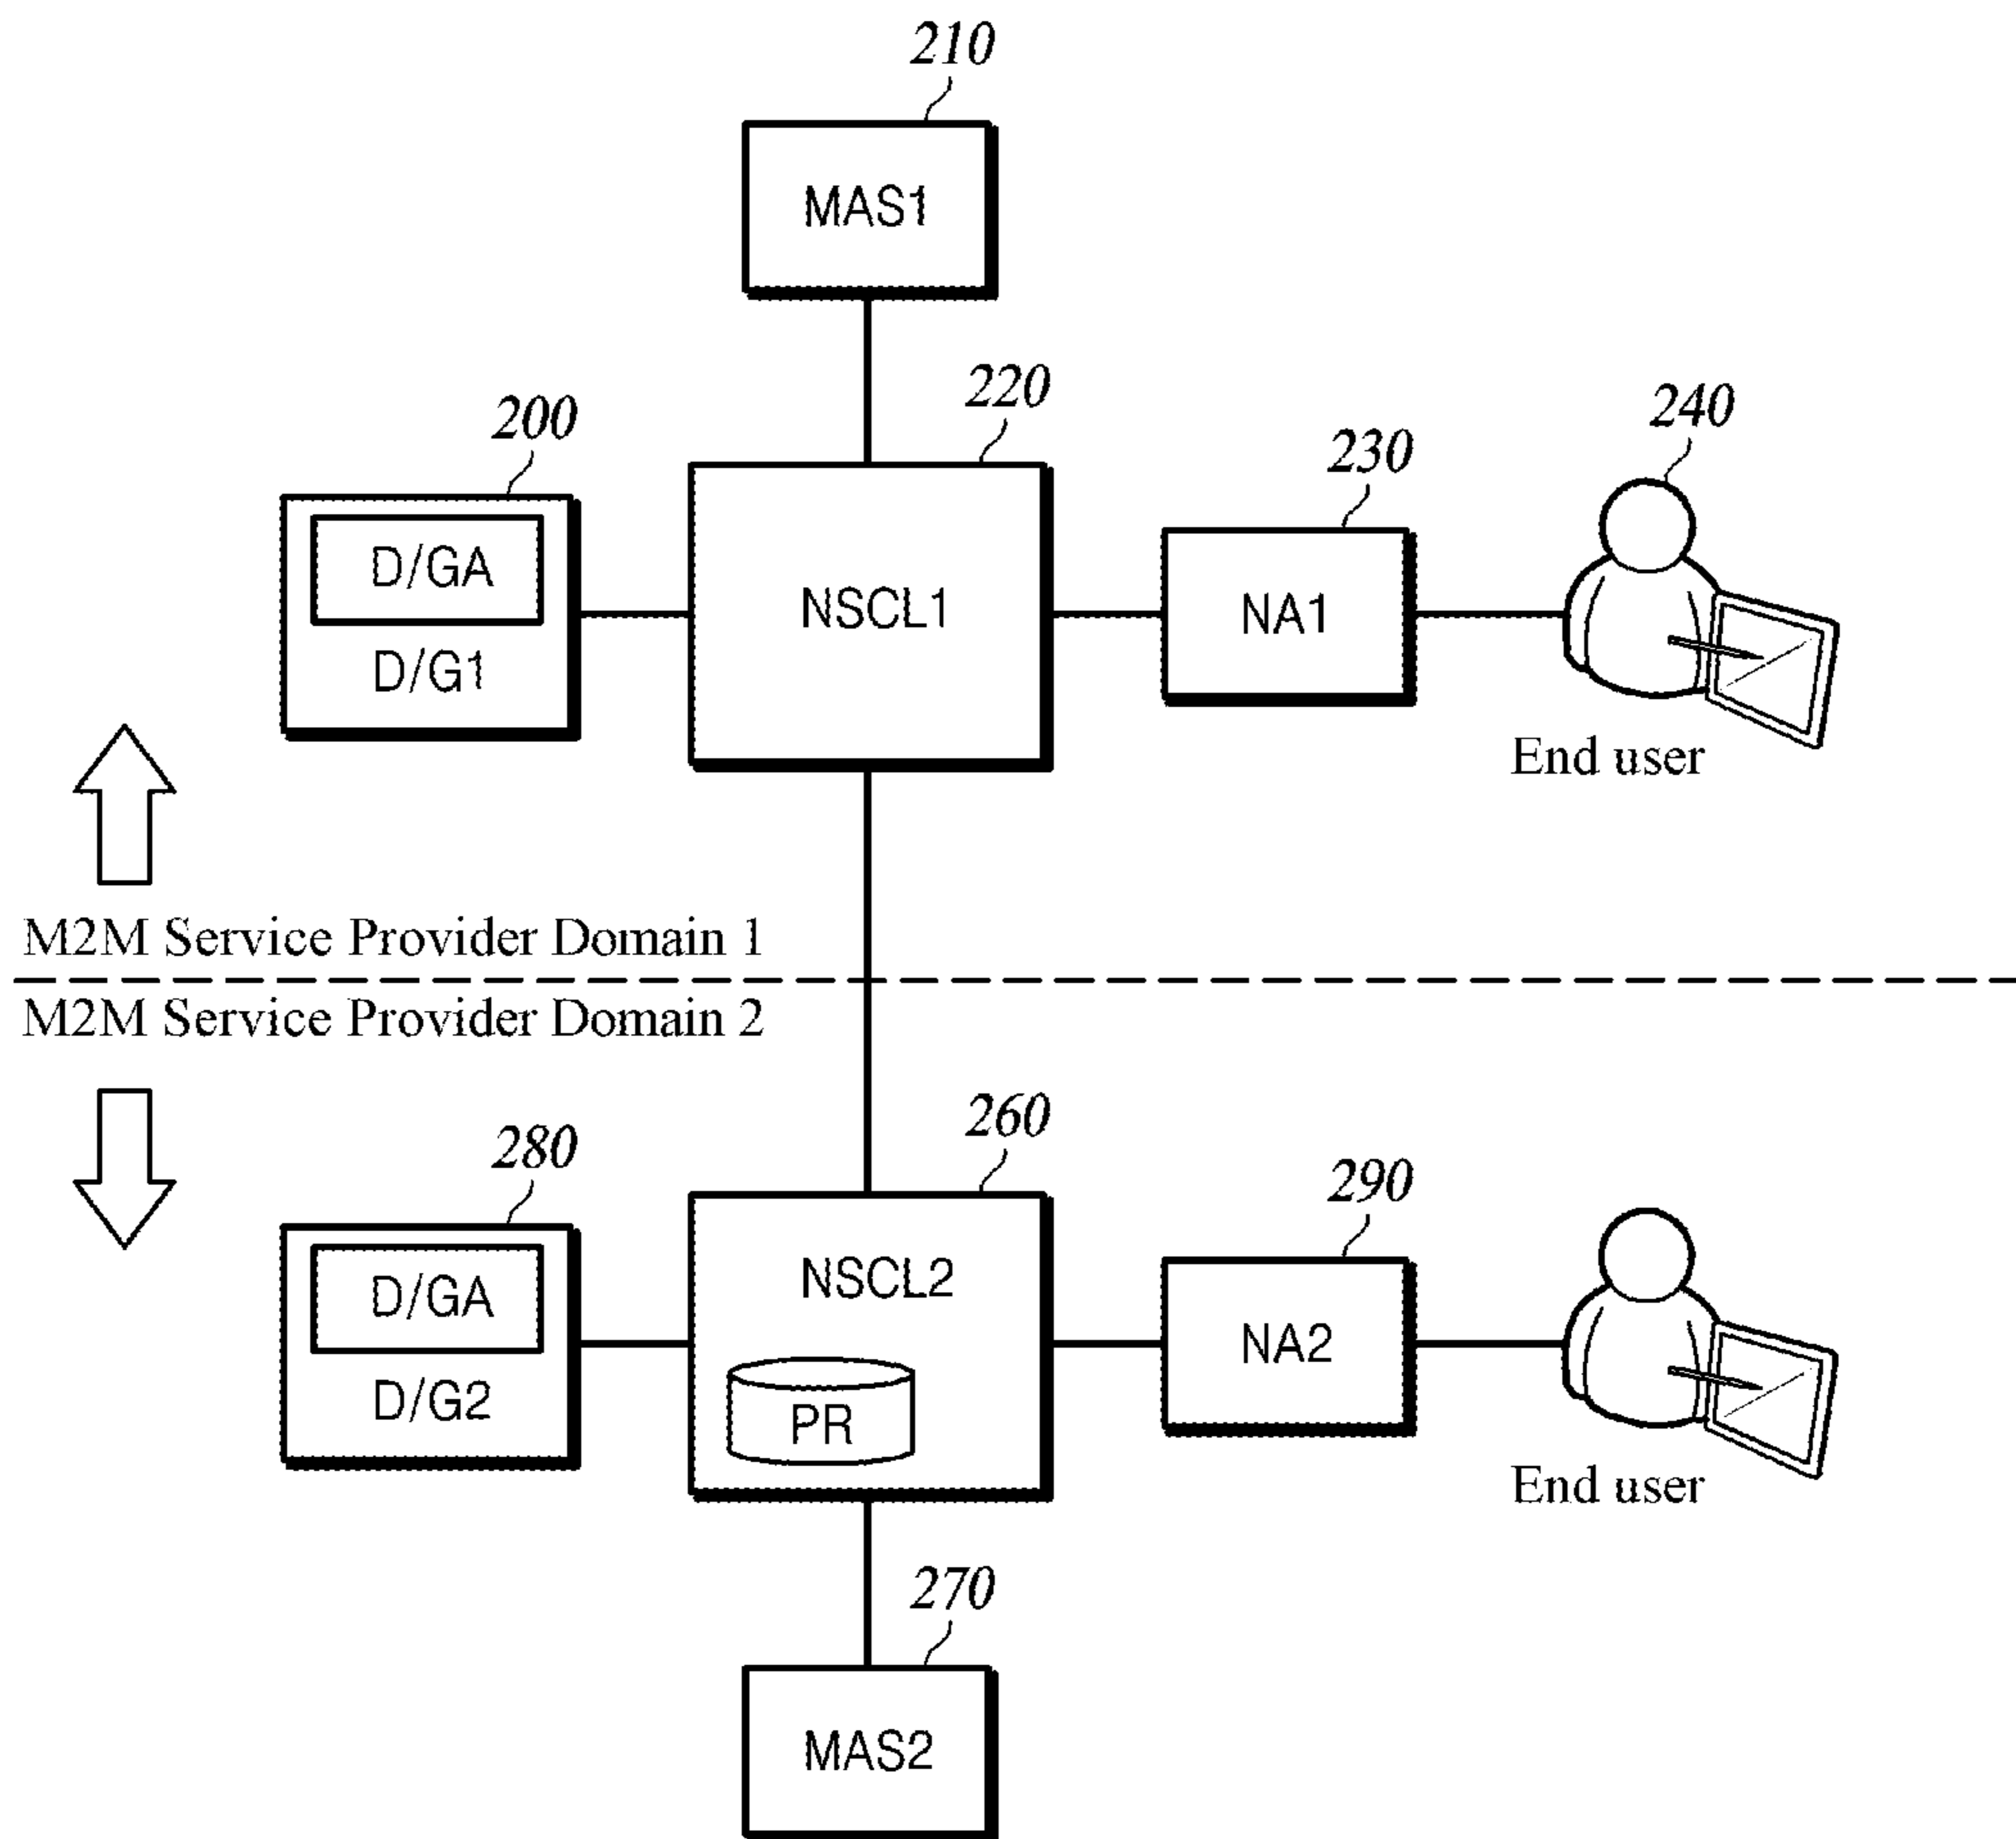 210
MAS1
220
200
230
240
D/GA
D/G1
NSCL1
NA1
End user
M2M Service Provider Domain 1
M2M Service Provider Domain 2
260
280
290
D/GA
D/G2
NSCL2
PR
NA2
End user
270
MAS2